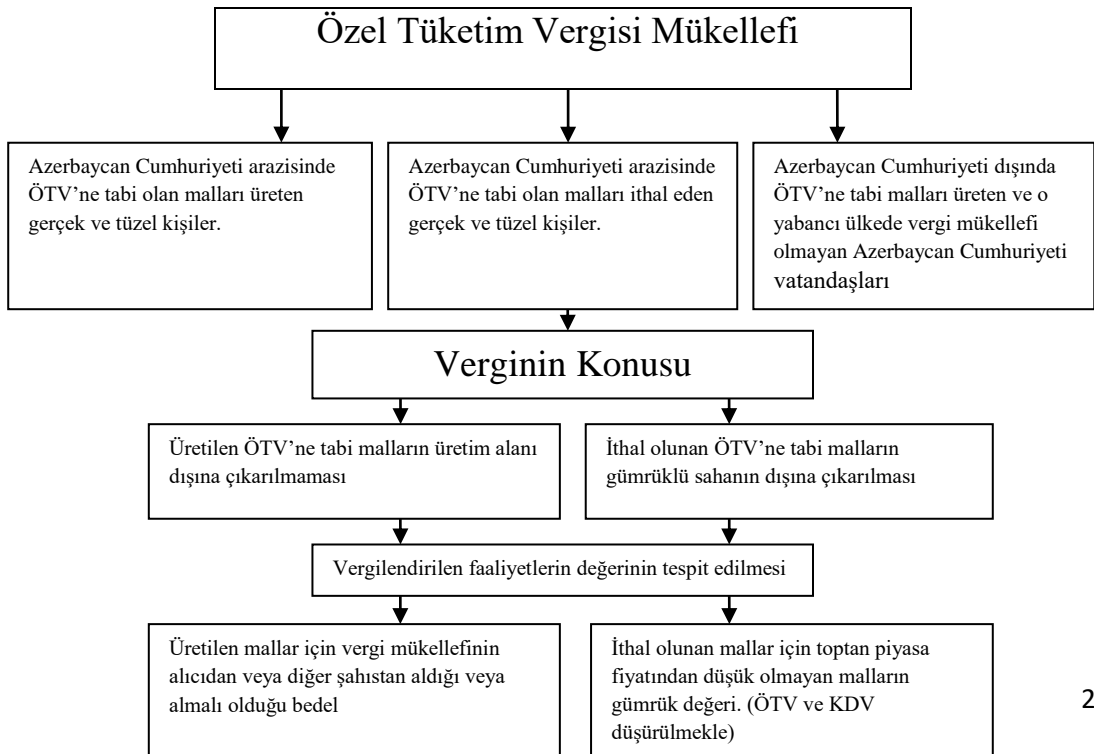 Özel Tüketim Vergisi Mükellefi
Azerbaycan Cumhuriyeti arazisinde
ÖTV’ne tabi olan malları üreten
gerçek ve tüzel kişiler.
Azerbaycan Cumhuriyeti arazisinde
ÖTV’ne tabi olan malları ithal eden
gerçek ve tüzel kişiler.
Azerbaycan Cumhuriyeti dışında
ÖTV’ne tabi malları üreten ve o
yabancı ülkede vergi mükellefi
olmayan Azerbaycan Cumhuriyeti
vatandaşları
Verginin Konusu
Üretilen ÖTV’ne tabi malların üretim alanı
dışına çıkarılmaması
İthal olunan ÖTV’ne tabi malların
gümrüklü sahanın dışına çıkarılması
Vergilendirilen faaliyetlerin değerinin tespit edilmesi
Üretilen mallar için vergi mükellefinin
alıcıdan veya diğer şahıstan aldığı veya
almalı olduğu bedel
İthal olunan mallar için toptan piyasa
fiyatından düşük olmayan malların
gümrük değeri. (ÖTV ve KDV
düşürülmekle)
2